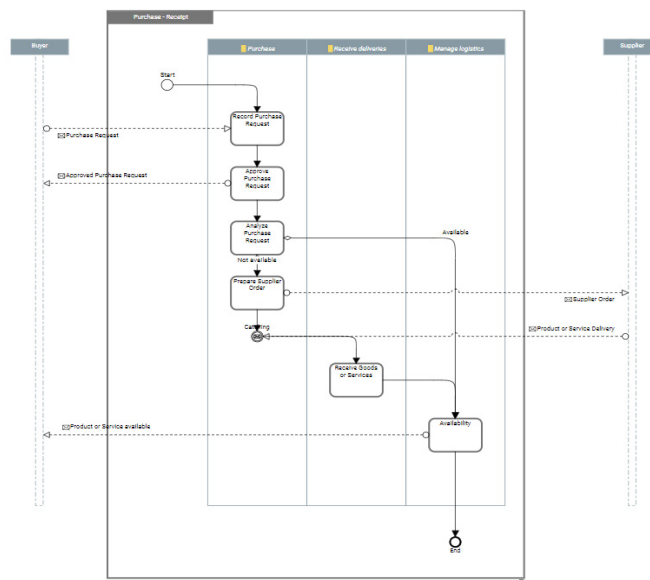 Purchase - Receipt
Buyer
Purchase
Receive deliveries
Manage logistics
Supplier
Start
Record Purchase
Request
Purchase Request
Approve
Purchase
Request
Approved Purchase Request
Analyze
Purchase
Request
Available
Not available
Prepare Supplier
Order
Supplier Order
Catching
Product or Service Delivery
Receive Goods
or Services
Availability
Product or Service available
End